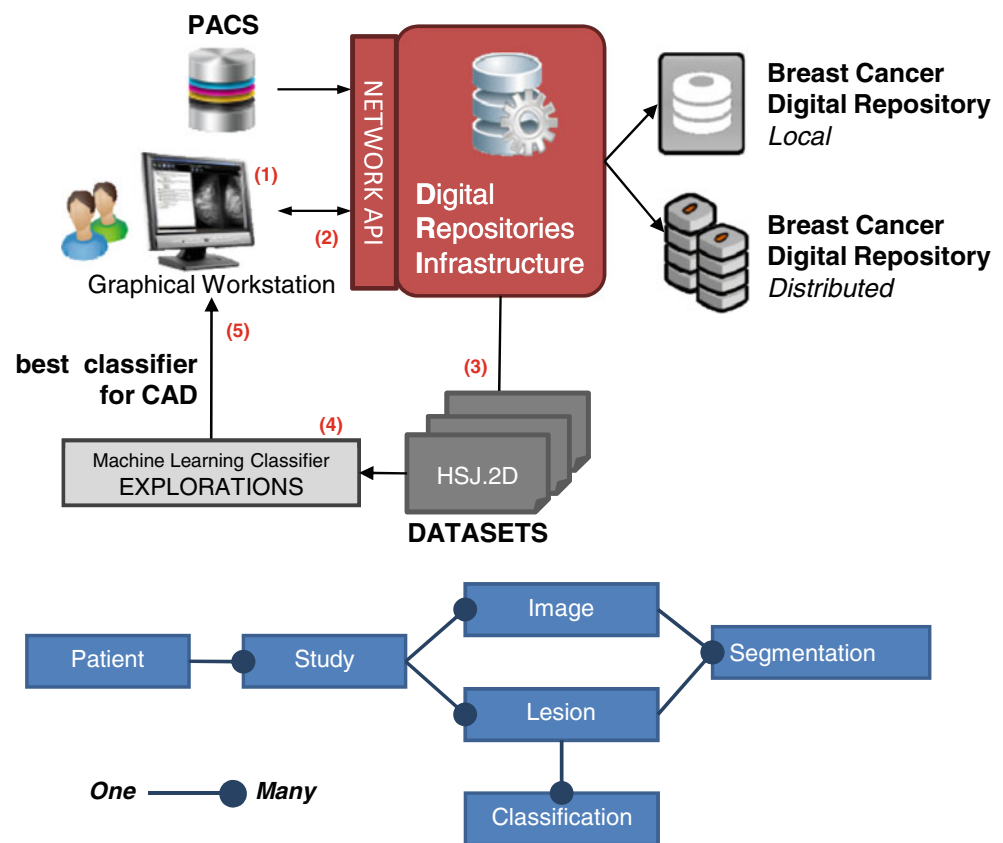 PACS
NETWORK API
Digital
Repositories
Infrastructure
Breast Cancer
Digital Repository
Local
Breast Cancer
Digital Repository
Distributed
(1)
(2)
Graphical Workstation
(5)
best classifier
for CAD
(3)
(4)
Machine Learning Classifier
EXPLORATIONS
HSJ.2D
DATASETS
Image
Patient
Study
Segmentation
Lesion
One
Many
Classification